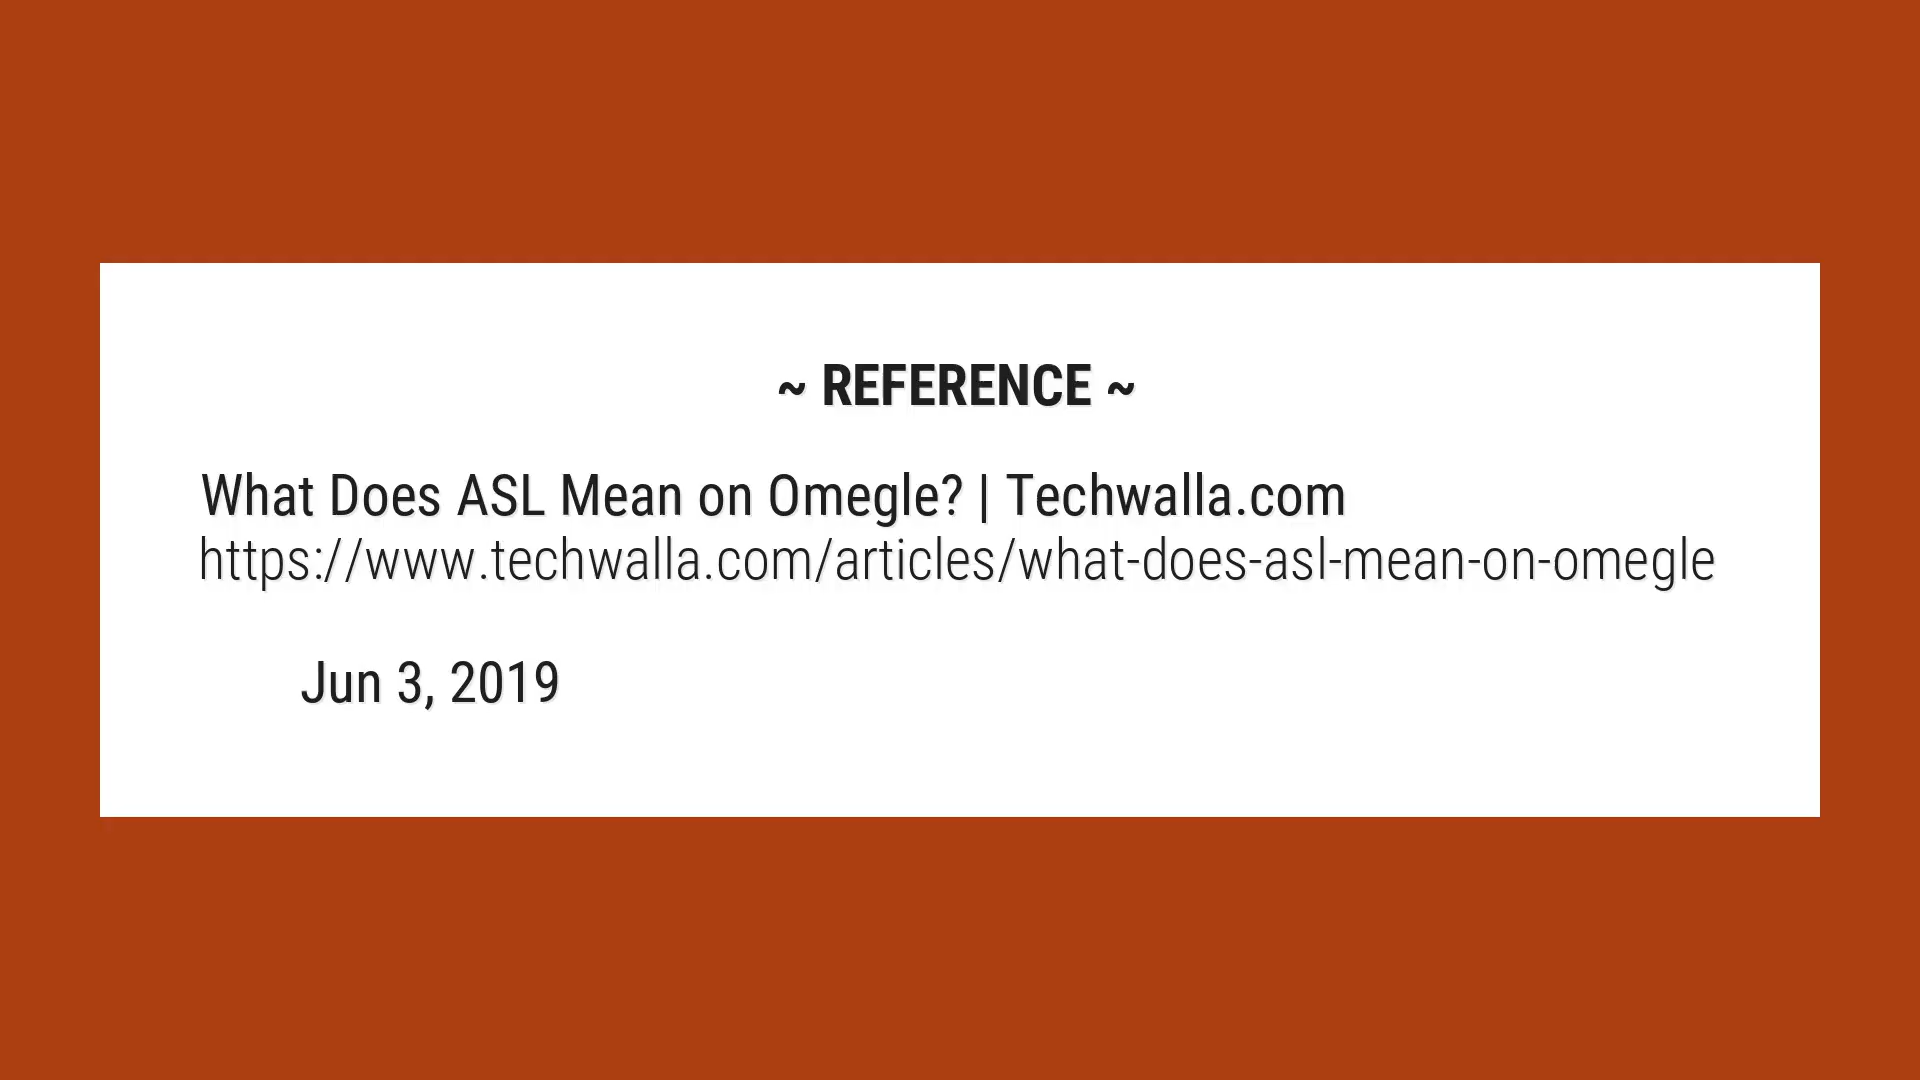 ~ REFERENCE ~
What Does ASL Mean on Omegle? | Techwalla.com
https://www.techwalla.com/articles/what-does-asl-mean-on-omegle
Jun 3, 2019